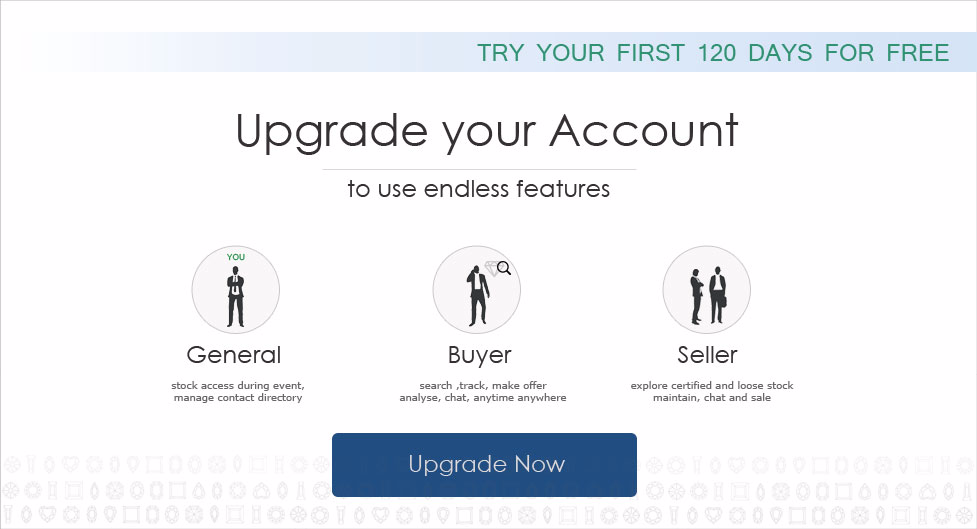 TRY YOUR FIRST 120 DAYS FOR FREE
Upgrade your Account
to use endless features
YOU
General
stock access during event,
manage contact directory
Buyer
search ,track, make offer
analyse, chat, anytime anywhere
Seller
explore certified and loose stock
maintain, chat and sale
Upgrade Now